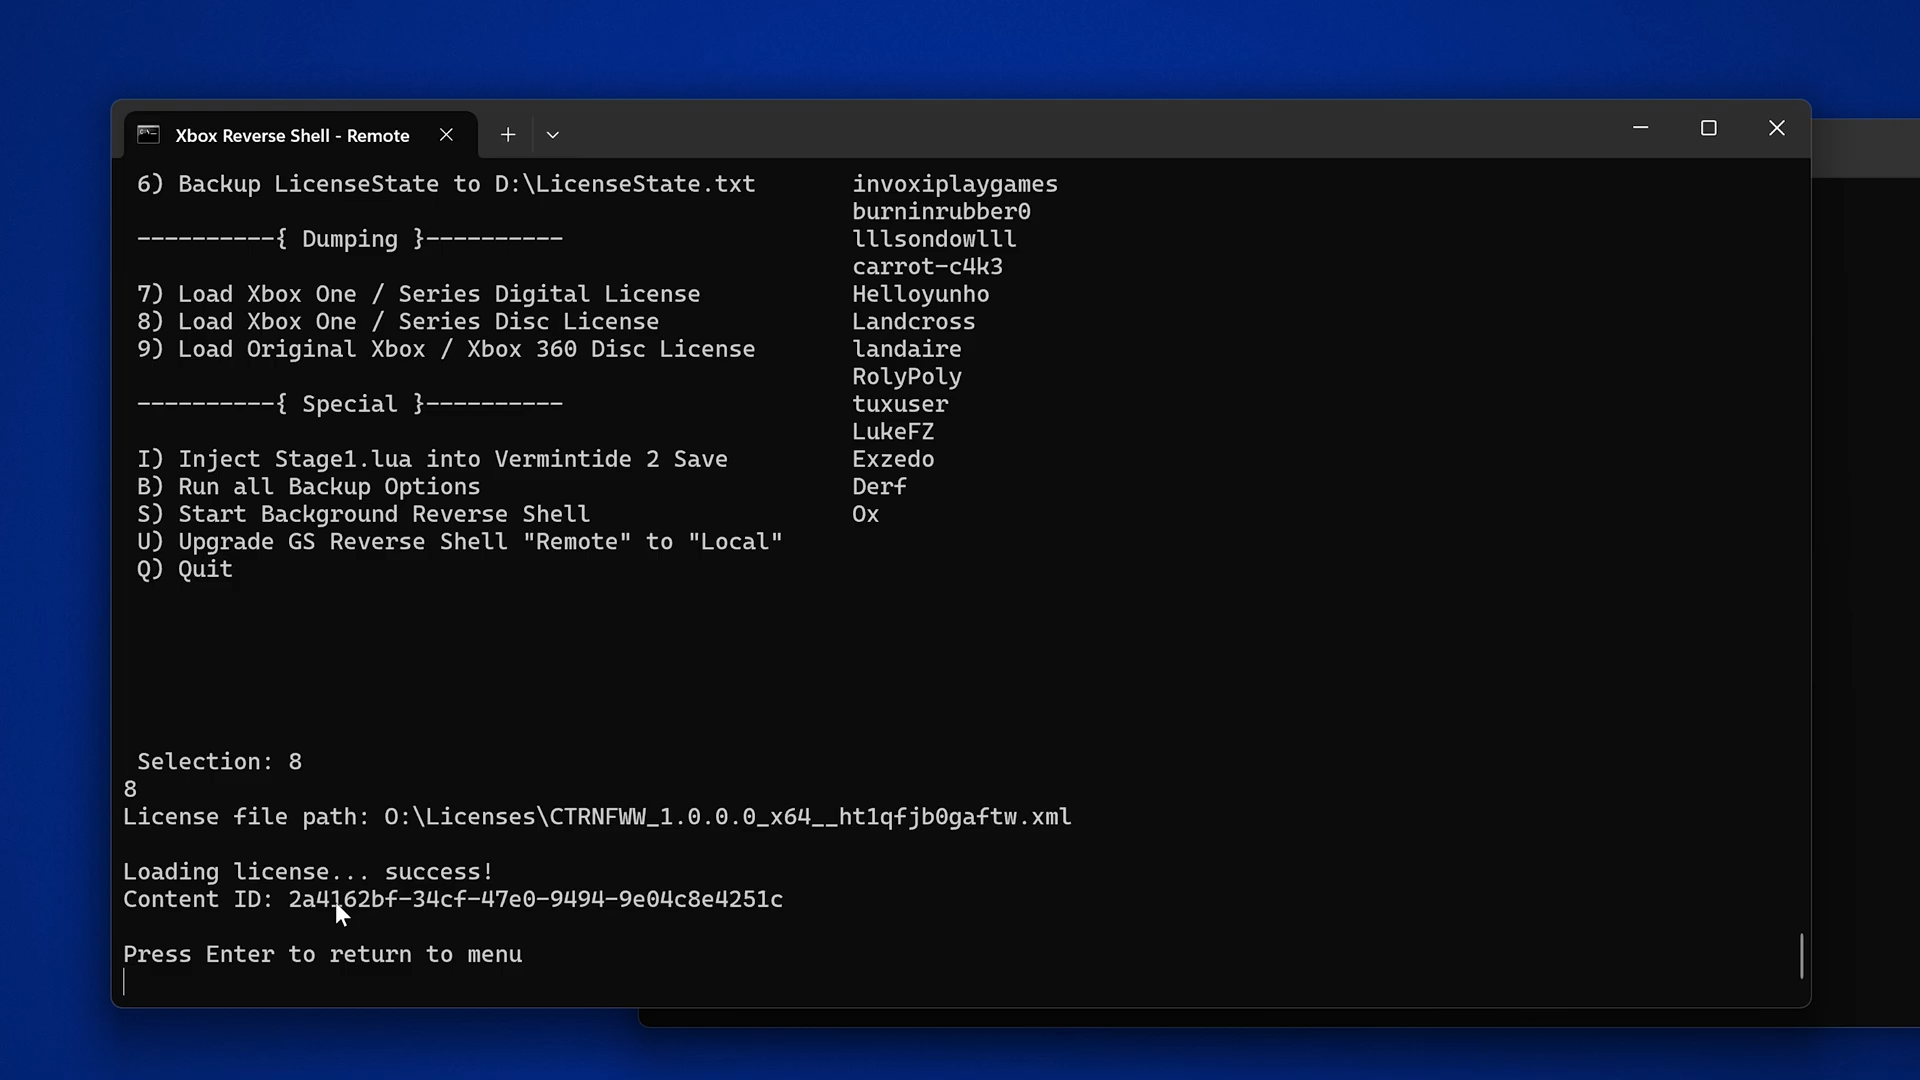 Xbox Reverse Shell - Remote
6) Backup LicenseState to D:\LicenseState.txt invoxiplaygames
burninrubber0
----------{ Dumping }---------- lllsondowlll
carrot-c4k3
7) Load Xbox One / Series Digital License Helloyunho
8) Load Xbox One / Series Disc License Landcross
9) Load Original Xbox / Xbox 360 Disc License landaire
RolyPoly
----------{ Special }---------- tuxuser
LukeFZ
I) Inject Stage1.lua into Vermintide 2 Save Exzedo
B) Run all Backup Options Derf
S) Start Background Reverse Shell Ox
U) Upgrade GS Reverse Shell "Remote" to "Local"
Q) Quit
Selection: 8
8
License file path: O:\Licenses\CTRNFWW_1.0.0.0_x64__ht1qfjb0gaftw.xml
Loading license... success!
Content ID: 2a4162bf-34cf-47e0-9494-9e04c8e4251c
Press Enter to return to menu